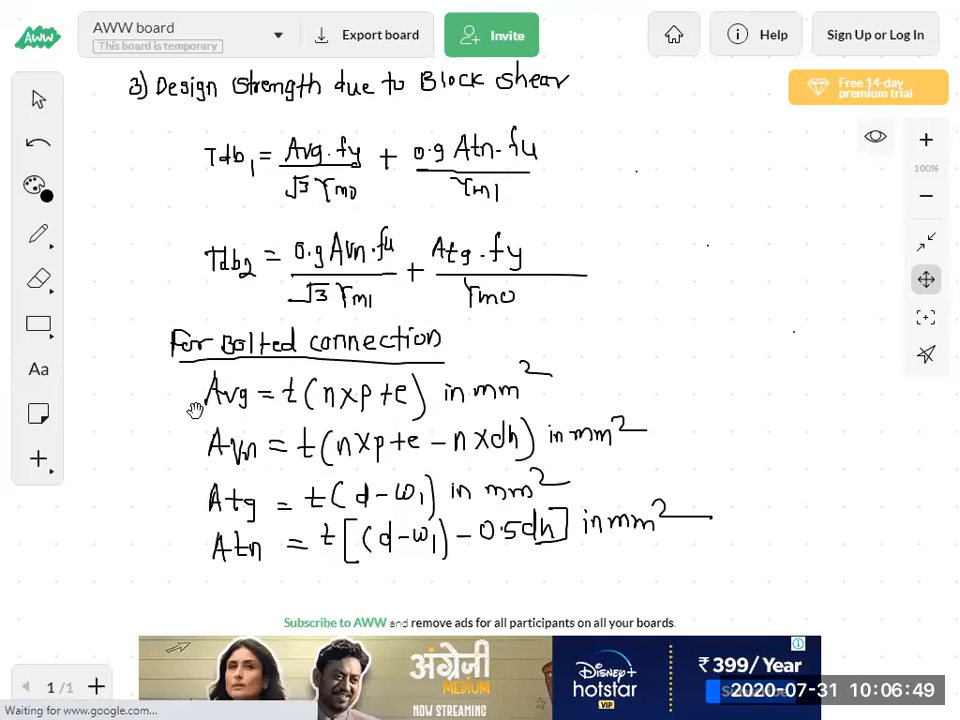 AWW
AWW board
This board is temporary
Export board
Invite
Help
Sign Up or Log In
Free 14-day
premium trial
100%
Aa
3) Design strength due to Block shear
Tdb1 = Avg.fy / √3 γm0 + 0.9 Atn.fu / γm1
Tdb2 = 0.9 Avn.fu / √3 γm1 + Atg.fy / γm0
For Bolted connection
Avg = t(n×p+e) in mm²
Avn = t(n×p+e - n×dh) in mm²
Atg = t(d-w1) in mm²
Atn = t[(d-w1) - 0.5dh] in mm²
Subscribe to AWW and remove ads for all participants on all your boards.
अंग्रेज़ी
MEDIUM
NOW STREAMING
Disney+
hotstar
VIP
₹399/Year
1 /1
2020-07-31 10:06:49
Waiting for www.google.com...